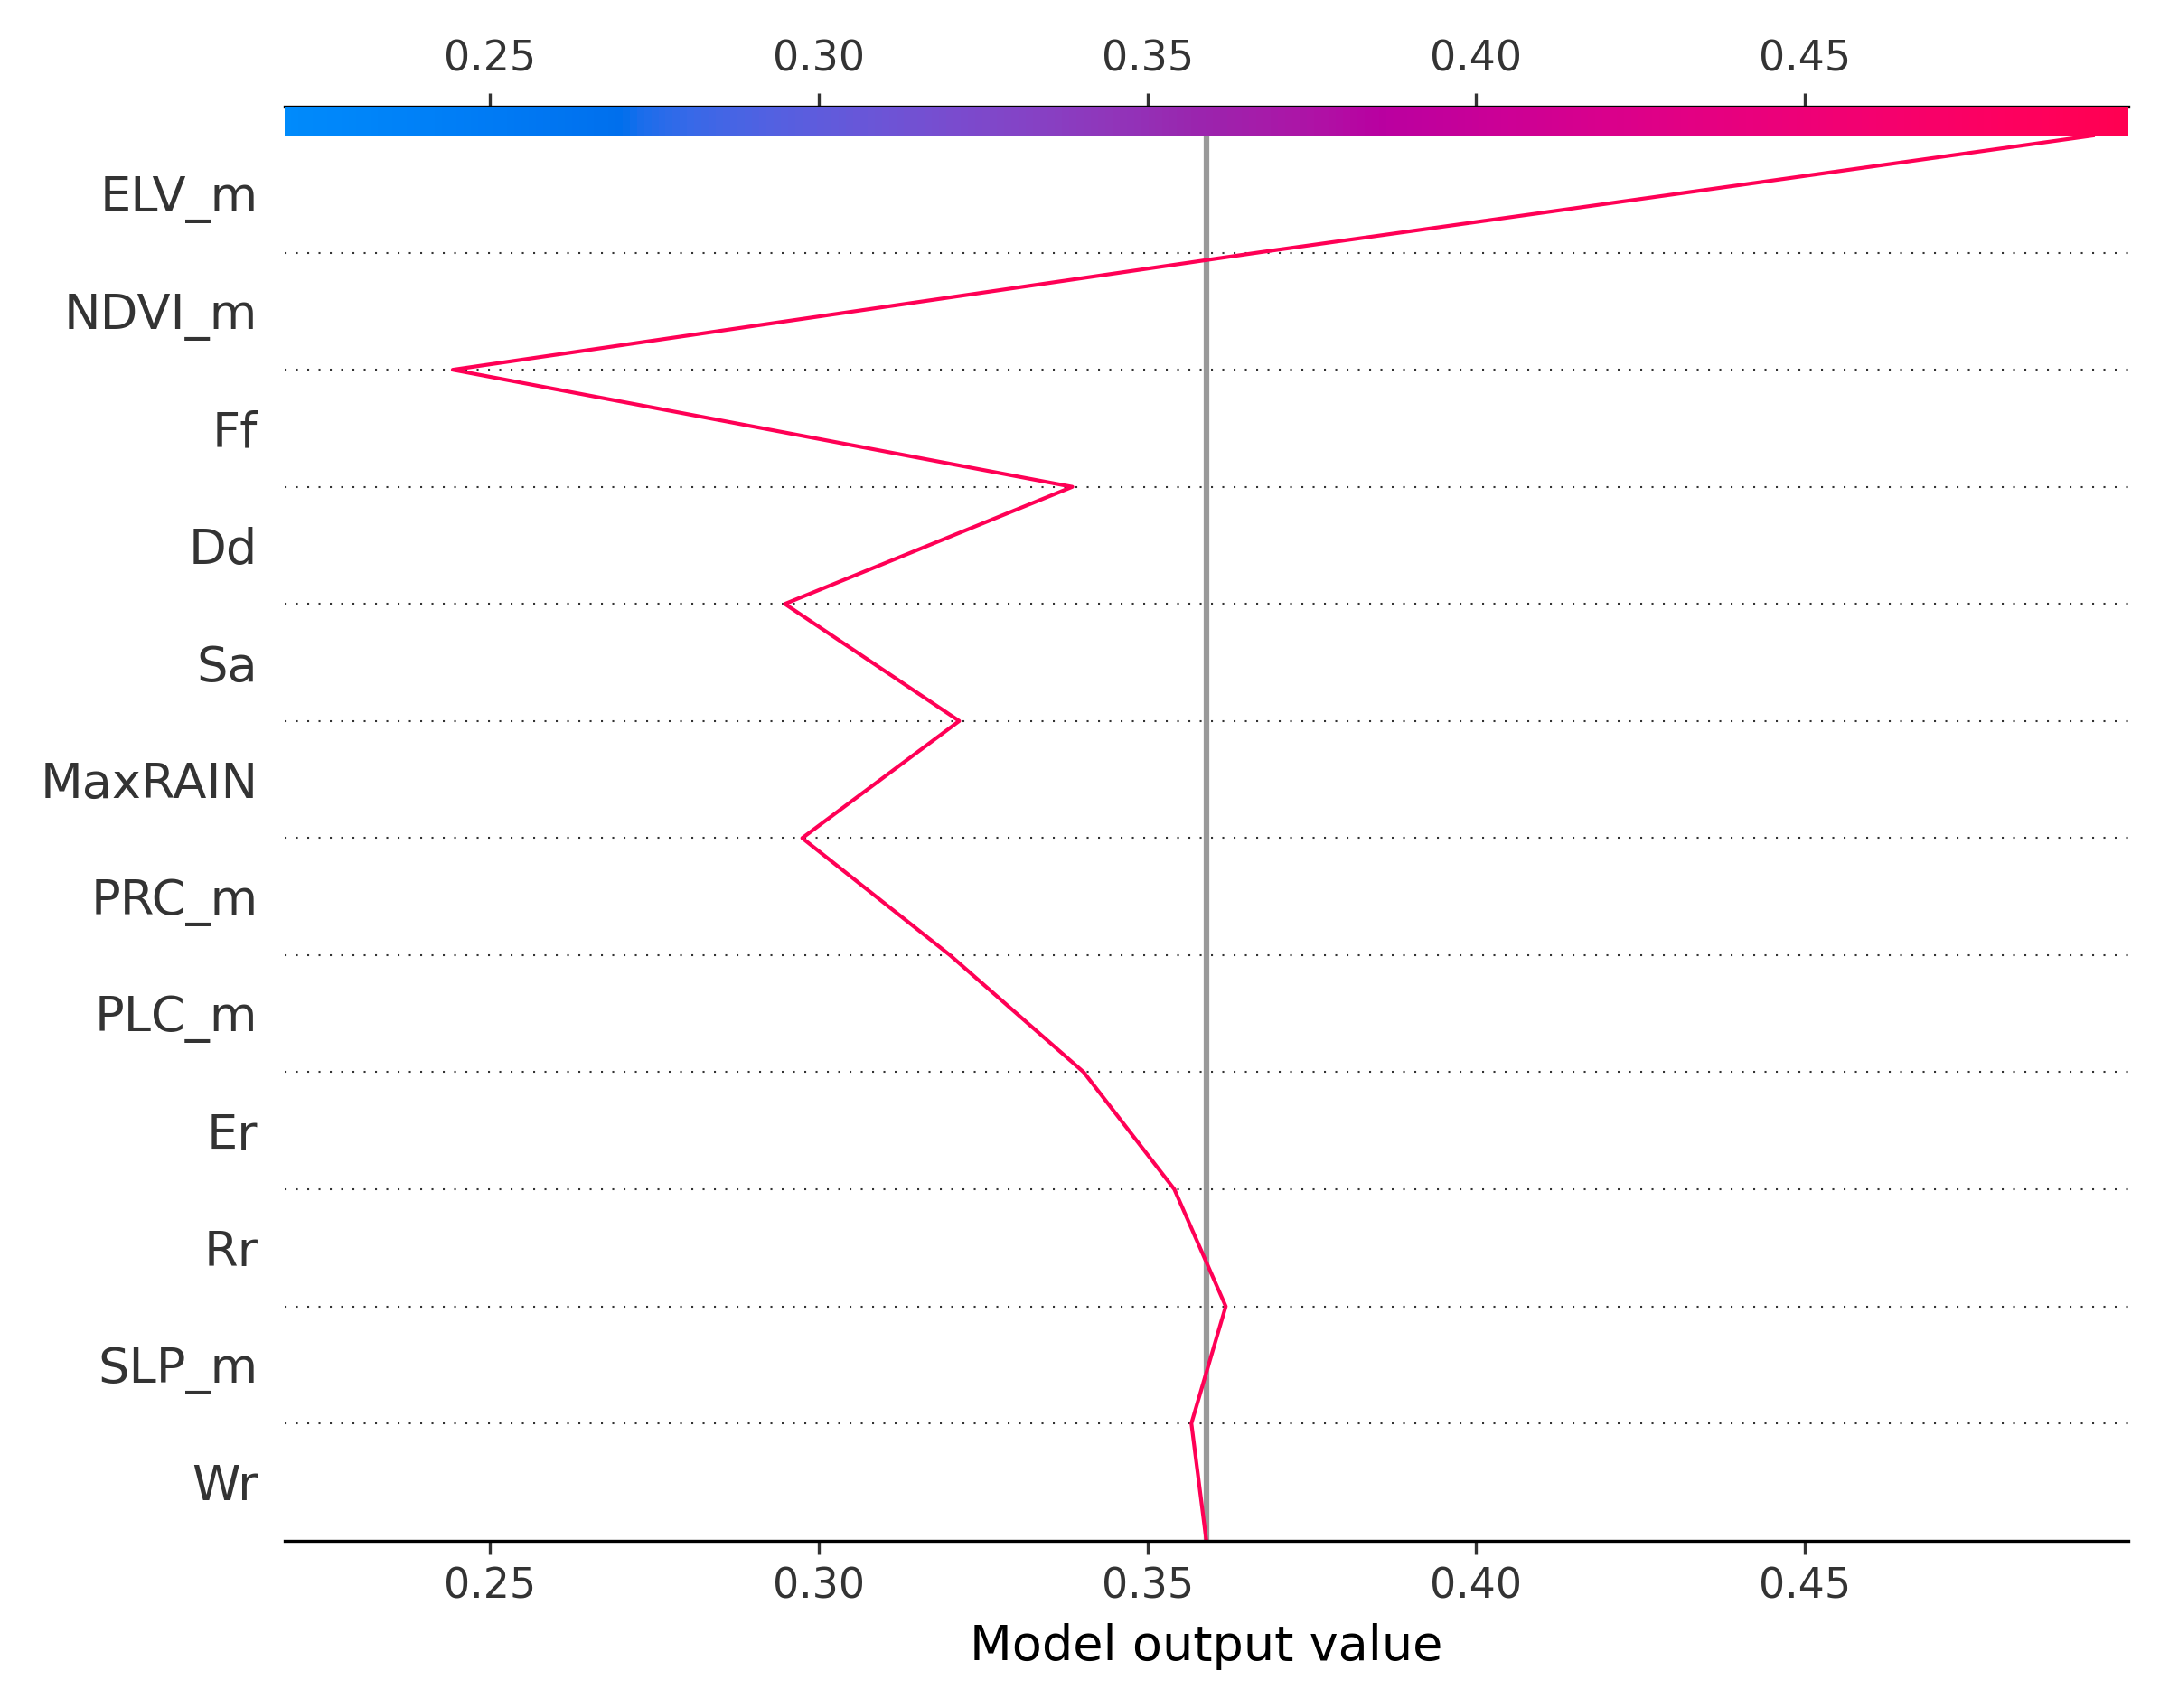 0.25 0.30 0.35 0.40 0.45
ELV_m
NDVI_m
Ff
Dd
Sa
MaxRAIN
PRC_m
PLC_m
Er
Rr
SLP_m
Wr
0.25 0.30 0.35 0.40 0.45
Model output value